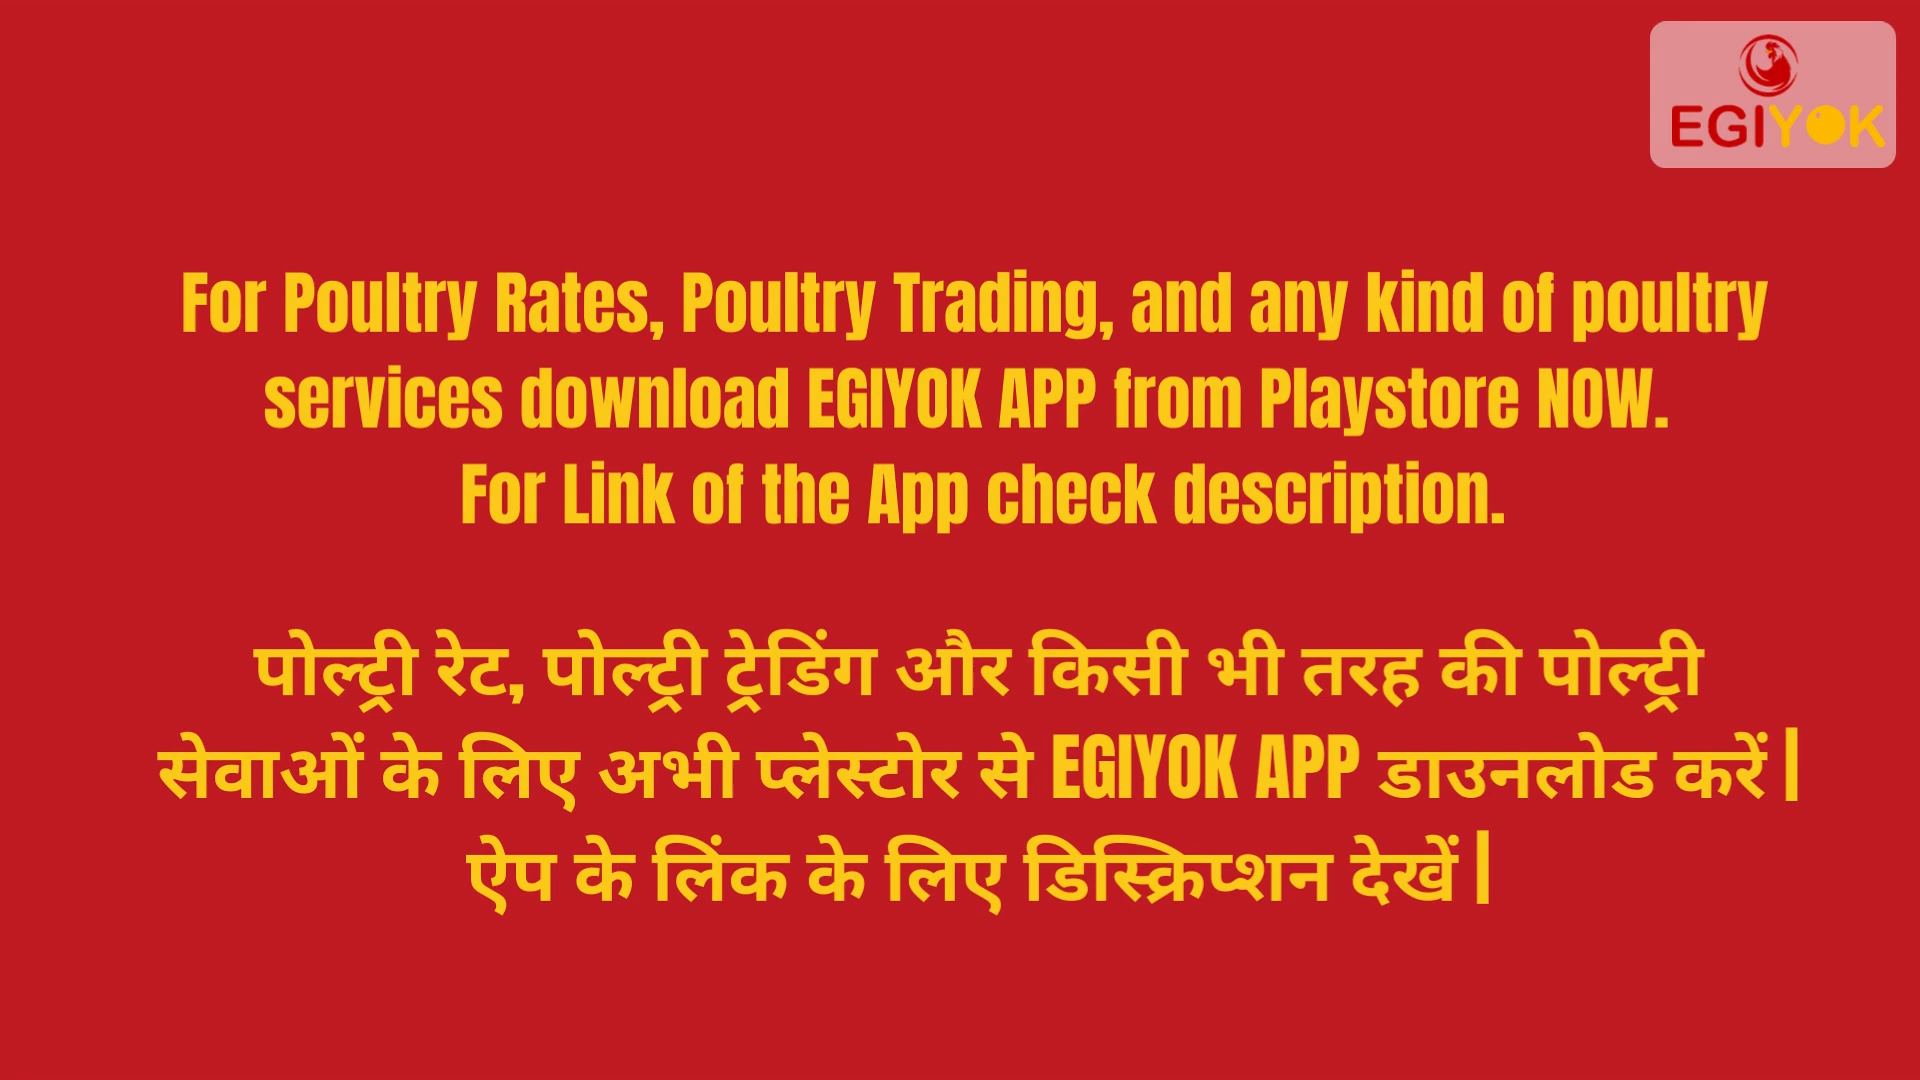 EGIYOK
For Poultry Rates, Poultry Trading, and any kind of poultry
services download EGIYOK APP from Playstore NOW.
For Link of the App check description.
पोल्ट्री रेट, पोल्ट्री ट्रेडिंग और किसी भी तरह की पोल्ट्री
सेवाओं के लिए अभी प्लेस्टोर से EGIYOK APP डाउनलोड करें|
ऐप के लिंक के लिए डिस्क्रिप्शन देखें|